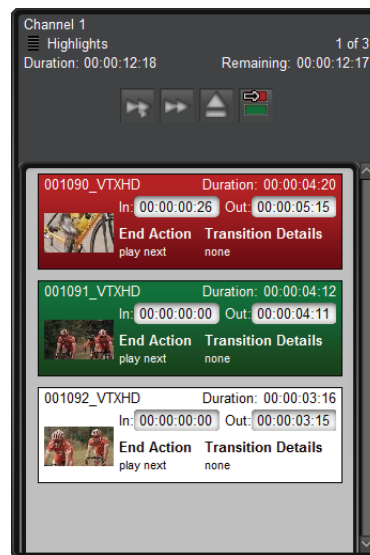 Channel 1
Highlights 1 of 3
Duration: 00:00:12:18 Remaining: 00:00:12:17
001090_VTXHD Duration: 00:00:04:20
In: 00:00:00:26 Out: 00:00:05:15
End Action Transition Details
play next none
001091_VTXHD Duration: 00:00:04:12
In: 00:00:00:00 Out: 00:00:04:11
End Action Transition Details
play next none
001092_VTXHD Duration: 00:00:03:16
In: 00:00:00:00 Out: 00:00:03:15
End Action Transition Details
play next none